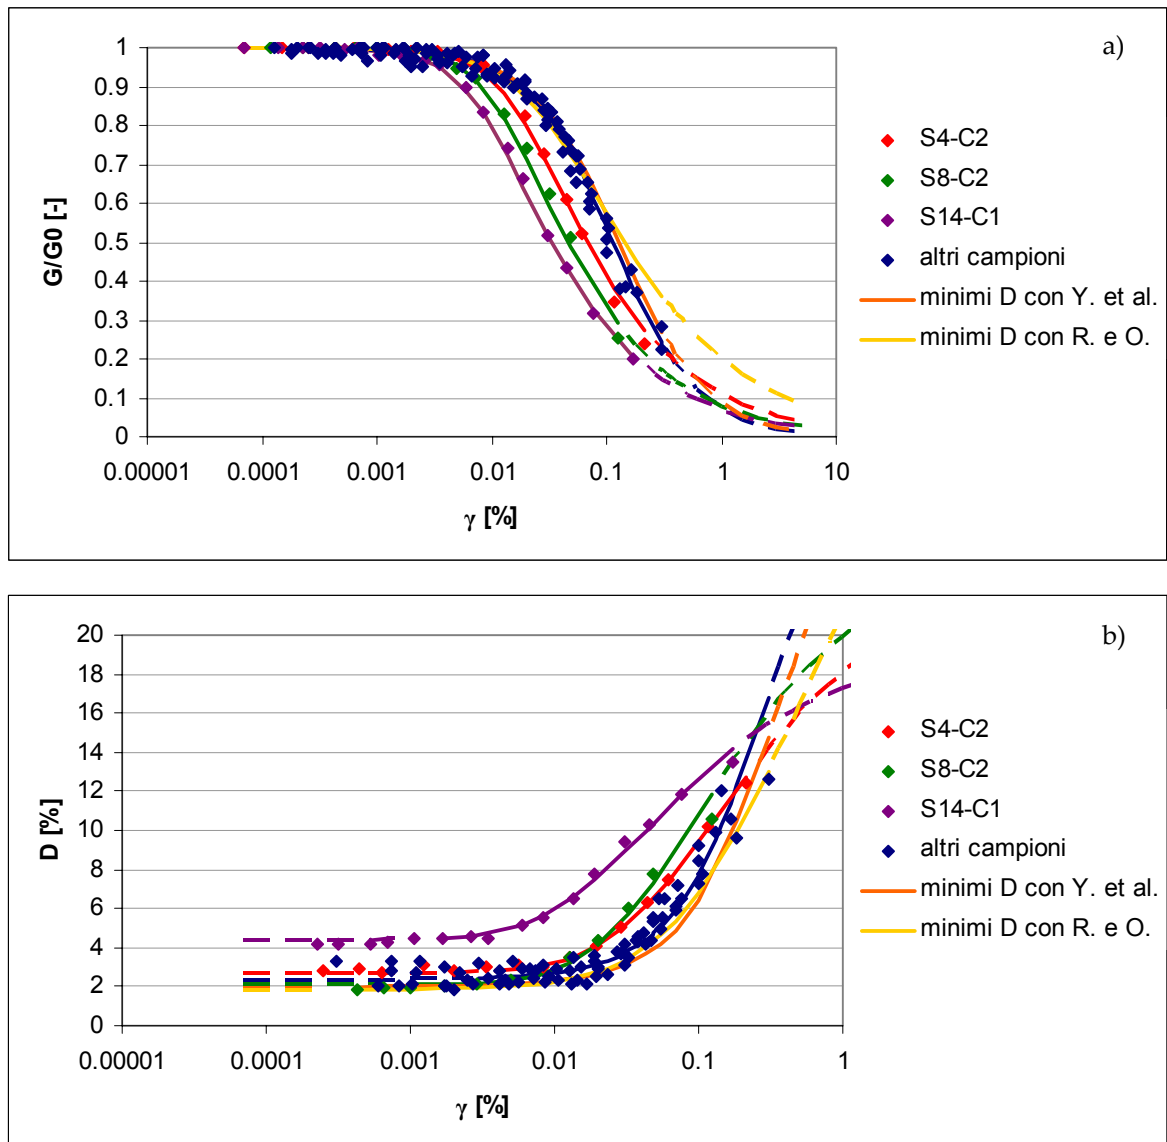 a)
1
0.9
0.8
0.7
0.6
0.5
0.4
0.3
0.2
0.1
0
G/G0 [-]
0.00001 0.0001 0.001 0.01 0.1 1 10
γ [%]
S4-C2
S8-C2
S14-C1
altri campioni
minimi D con Y. et al.
minimi D con R. e O.
b)
20
18
16
14
12
10
8
6
4
2
0
D [%]
0.00001 0.0001 0.001 0.01 0.1 1
γ [%]
S4-C2
S8-C2
S14-C1
altri campioni
minimi D con Y. et al.
minimi D con R. e O.